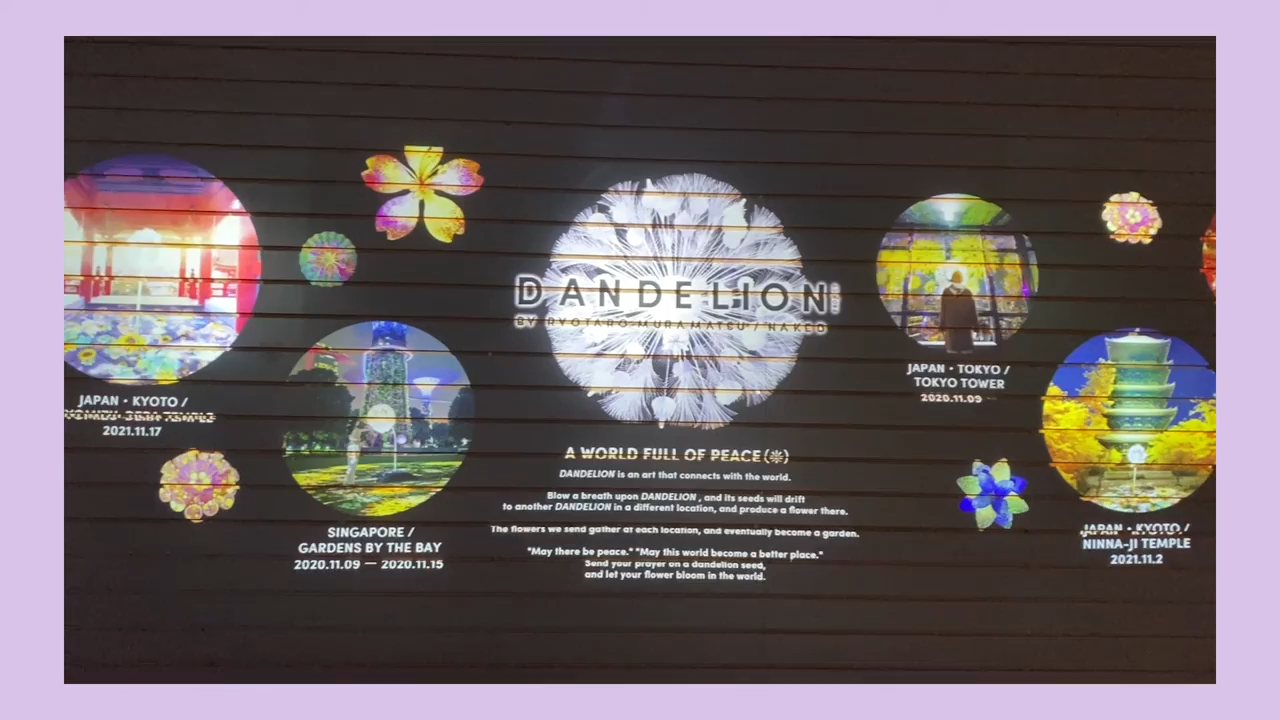 DANDELION
BY RYOTARO MURAMATSU / NAKED
A WORLD FULL OF PEACE(❋)
DANDELION is an art that connects with the world.
Blow a breath upon DANDELION , and its seeds will drift
to another DANDELION in a different location, and produce a flower there.
The flowers we send gather at each location, and eventually become a garden.
"May there be peace." "May this world become a better place."
Send your prayer on a dandelion seed,
and let your flower bloom in the world.
JAPAN・KYOTO /
KIYOMIZU-DERA TEMPLE
2021.11.17
SINGAPORE /
GARDENS BY THE BAY
2020.11.09 — 2020.11.15
JAPAN・TOKYO /
TOKYO TOWER
2020.11.09 —
JAPAN・KYOTO /
NINNA-JI TEMPLE
2021.11.2